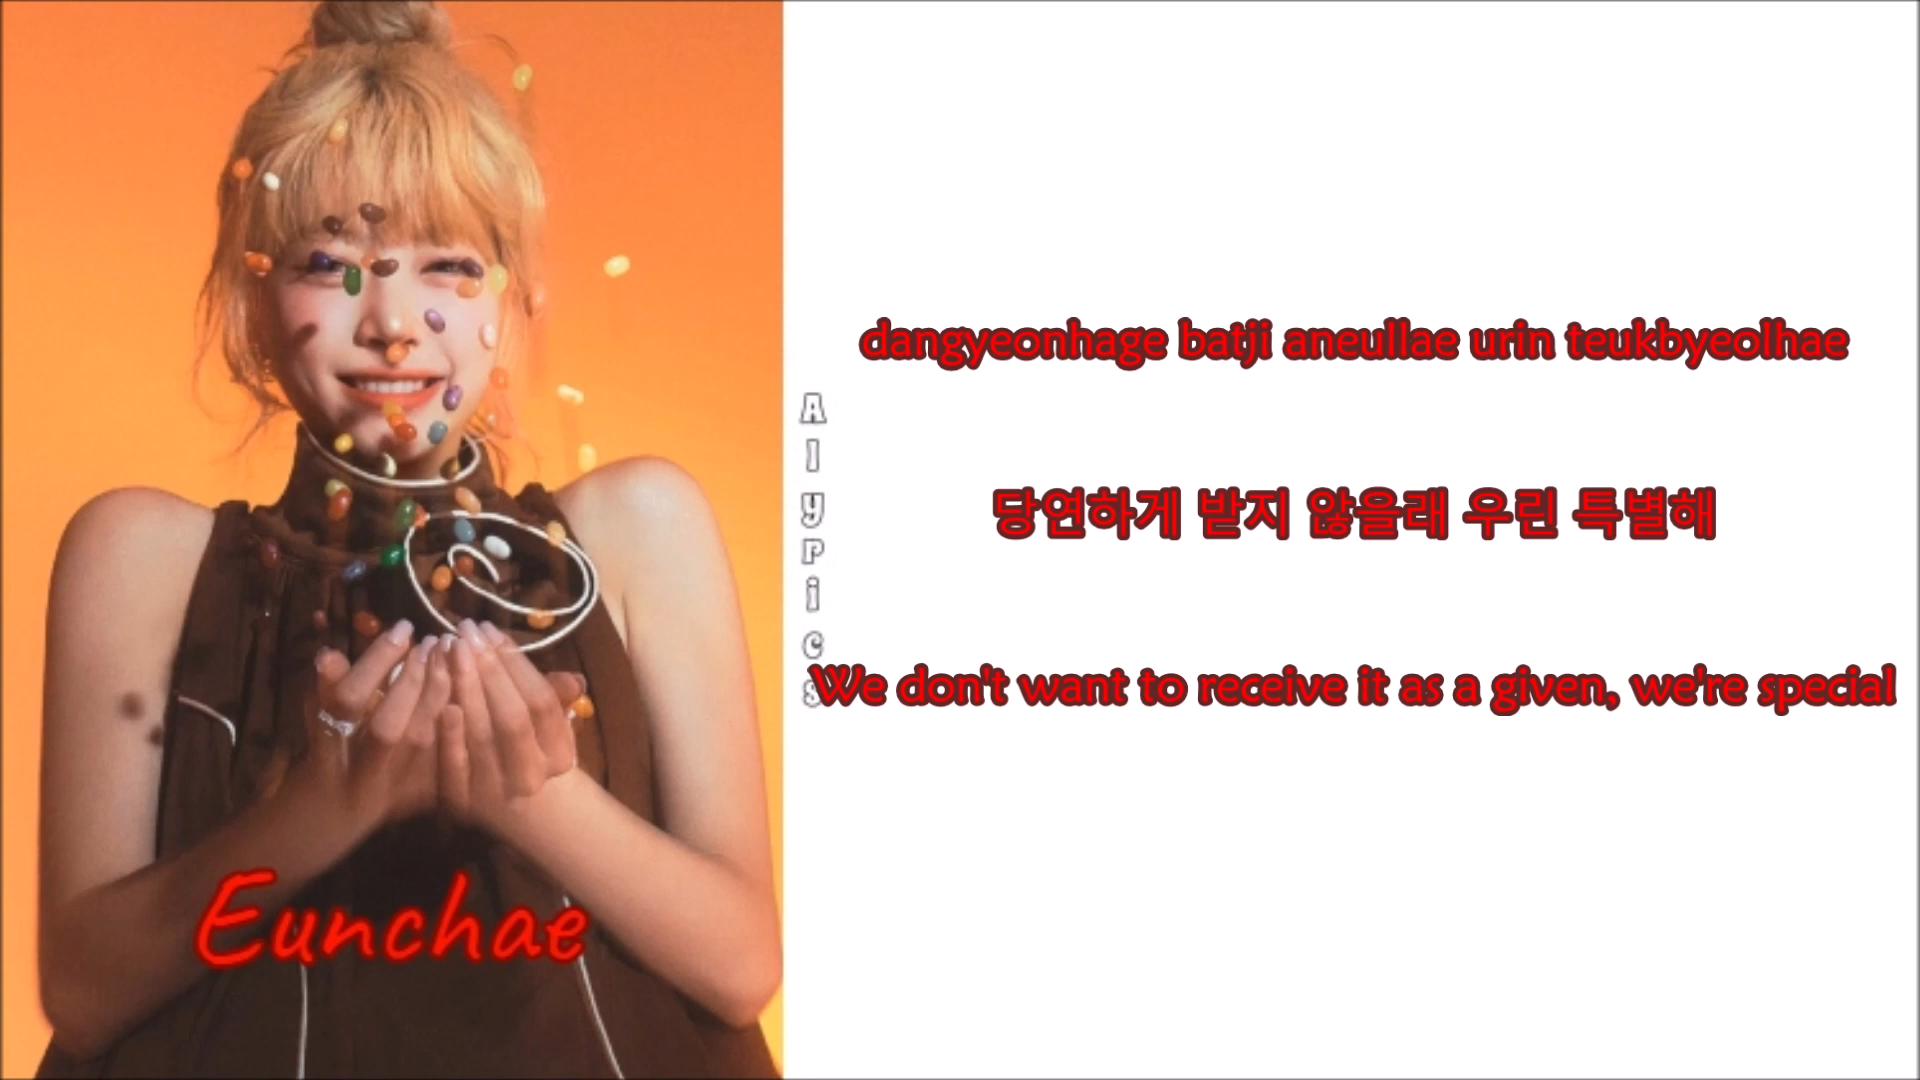 dangyeonhage batji aneullae urin teukbyeolhae
당연하게 받지 않을래 우린 특별해
We don't want to receive it as a given, we're special
Alypics
Eunchae